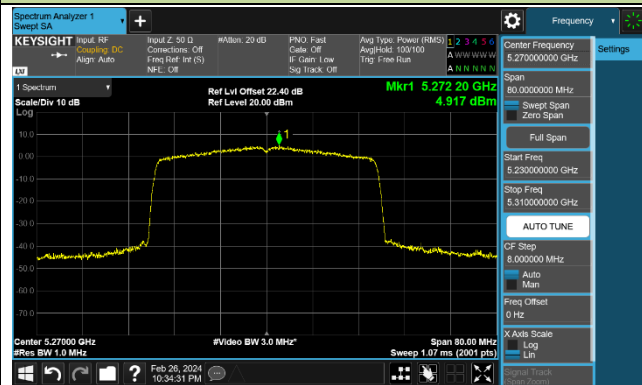 Spectrum Analyzer 1
Swept SA
+
Frequency
KEYSIGHT
Input: RF
Coupling: DC
Align: Auto
Input Z: 50 Ω
Corrections: Off
Freq Ref: Int (S)
NFE: Off
#Atten: 20 dB
PNO: Fast
Gate: Off
IF Gain: Low
Sig Track: Off
Avg Type: Power (RMS)
Avg|Hold: 100/100
Trig: Free Run
1 2 3 4 5 6
A W W W W W
A N N N N N
LXI
1 Spectrum
Scale/Div 10 dB
Log
Ref Lvl Offset 22.40 dB
Ref Level 20.00 dBm
Mkr1 5.272 20 GHz
4.917 dBm
1
10.0
0.00
-10.0
-20.0
-30.0
-40.0
-50.0
-60.0
-70.0
Center 5.27000 GHz
#Res BW 1.0 MHz
#Video BW 3.0 MHz*
Span 80.00 MHz
Sweep 1.07 ms (2001 pts)
Center Frequency
5.270000000 GHz
Settings
Span
80.0000000 MHz
Swept Span
Zero Span
Full Span
Start Freq
5.230000000 GHz
Stop Freq
5.310000000 GHz
AUTO TUNE
CF Step
8.000000 MHz
Auto
Man
Freq Offset
0 Hz
X Axis Scale
Log
Lin
Signal Track
(Span Zoom)
?
Feb 26, 2024
10:34:31 PM